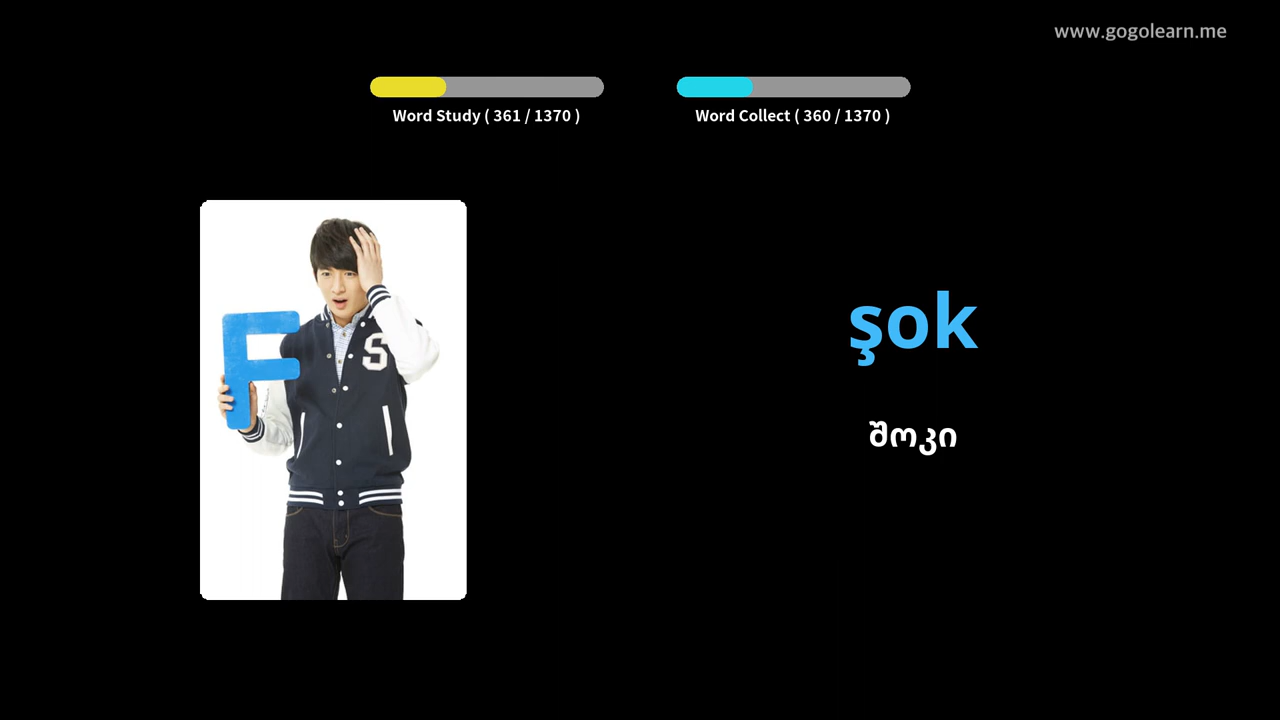 www.gogolearn.me
Word Study ( 361 / 1370 )
Word Collect ( 360 / 1370 )
F
S
şok
შოკი